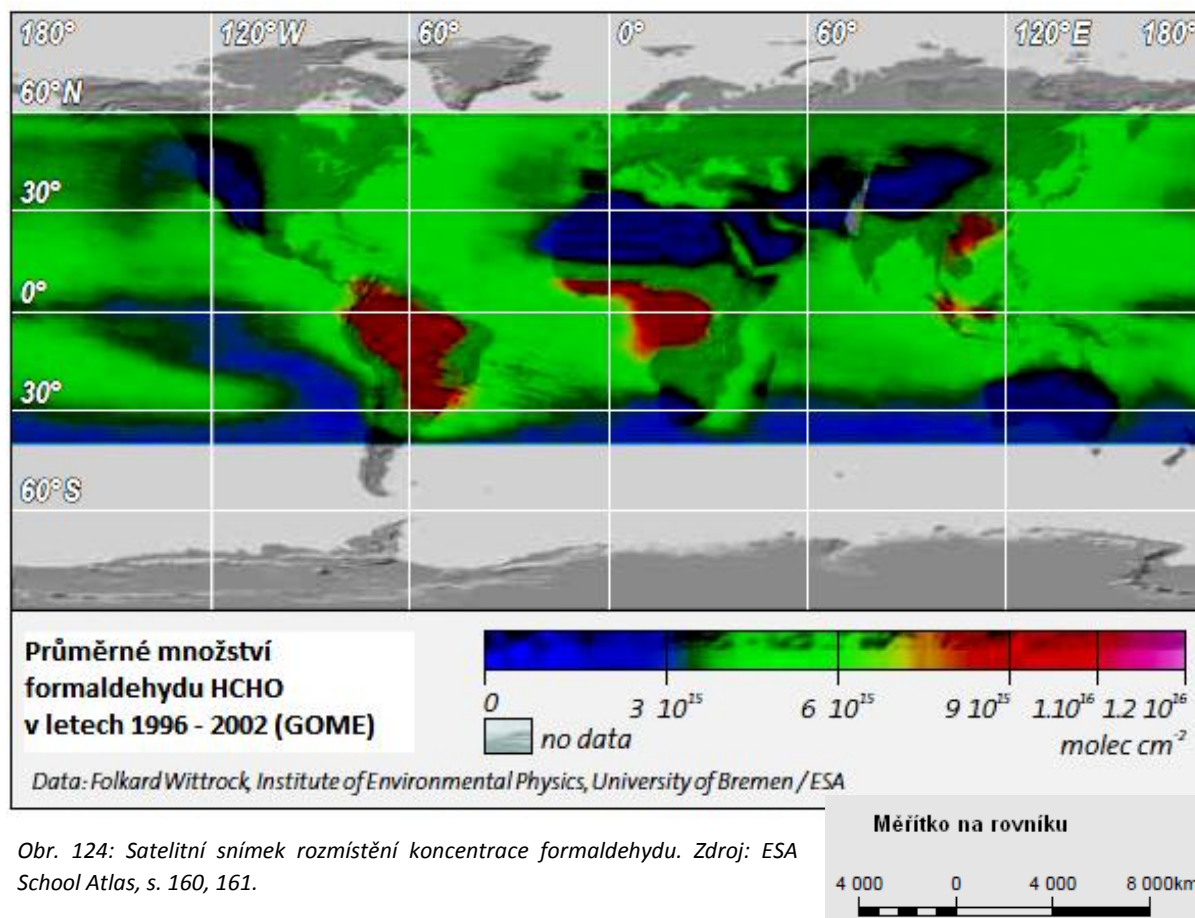 180° 120°W 60° 0° 60° 120°E 180°
60°N
30°
0°
30°
60°S
Průměrné množství
formaldehydu HCHO
v letech 1996 - 2002 (GOME)
0 3 10¹⁵ 6 10¹⁵ 9 10¹⁵ 1.10¹⁶ 1.2 10¹⁶
no data
molec cm⁻²
Data: Folkard Wittrock, Institute of Environmental Physics, University of Bremen / ESA
Obr. 124: Satelitní snímek rozmístění koncentrace formaldehydu. Zdroj: ESA
School Atlas, s. 160, 161.
Měřítko na rovníku
4 000 0 4 000 8 000km